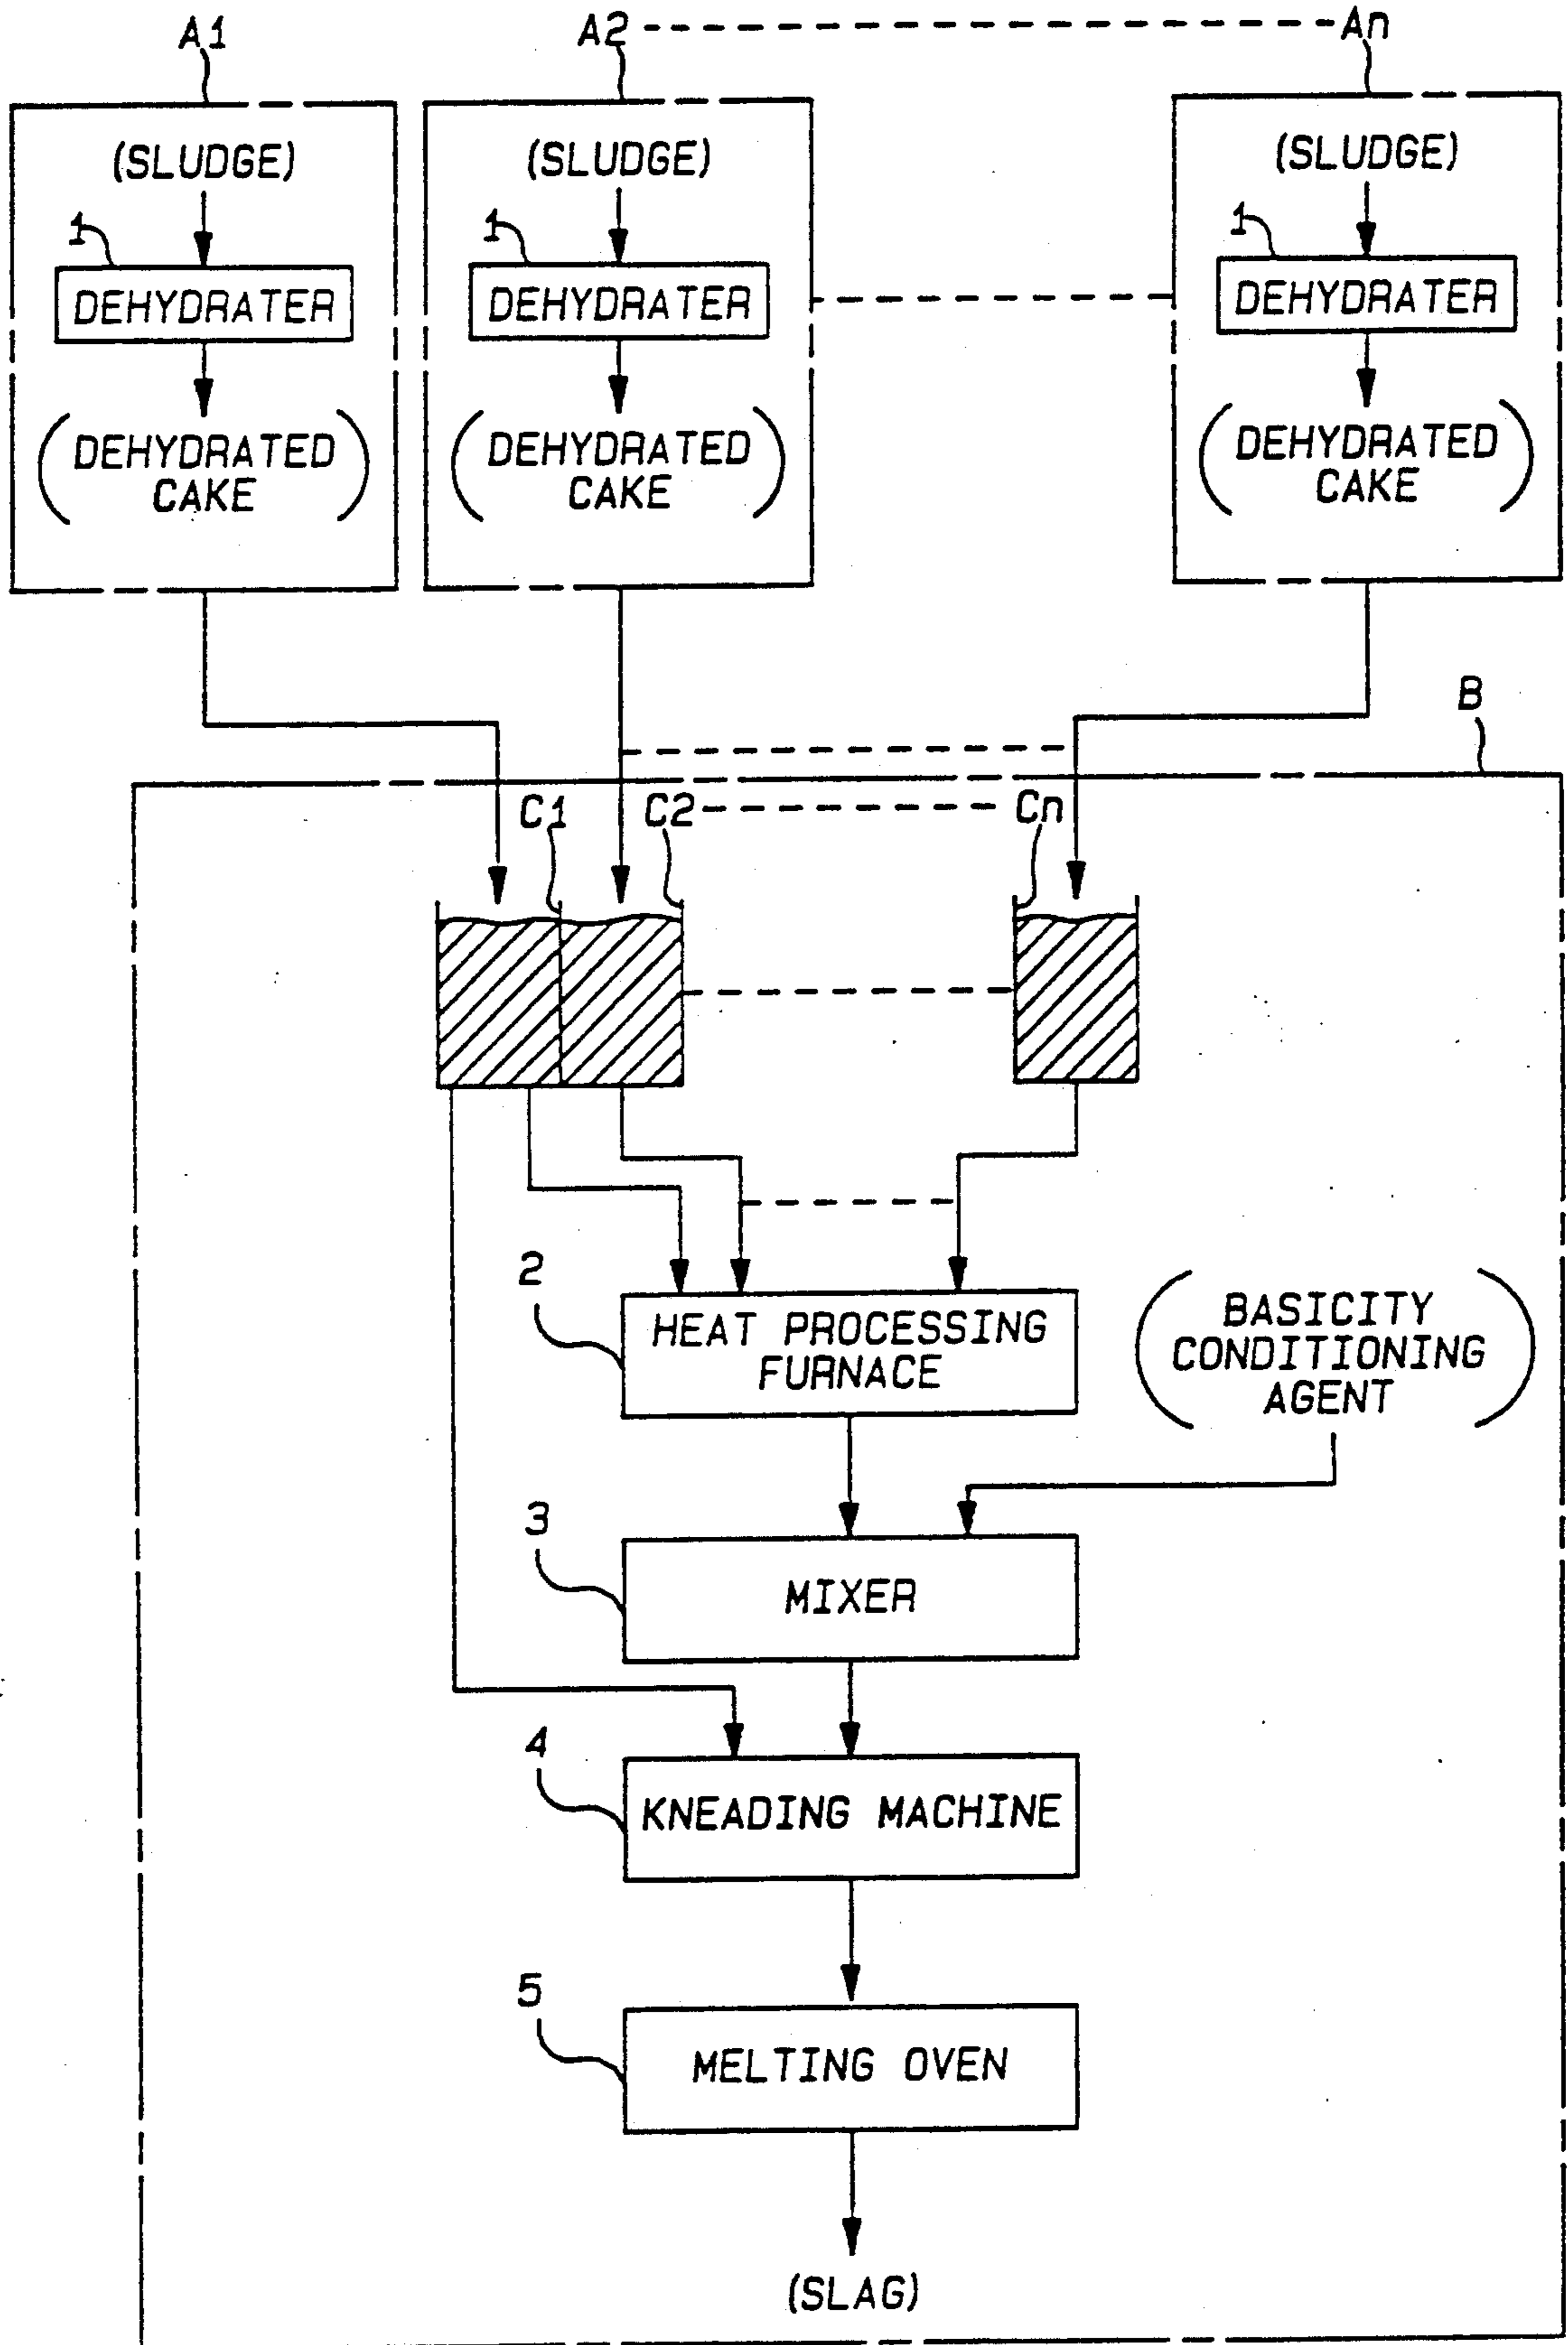 A1
A2
An
(SLUDGE)
(SLUDGE)
(SLUDGE)
1
1
1
DEHYDRATER
DEHYDRATER
DEHYDRATER
(DEHYDRATED
CAKE)
(DEHYDRATED
CAKE)
(DEHYDRATED
CAKE)
B
C1
C2
Cn
2
HEAT PROCESSING
FURNACE
(BASICITY
CONDITIONING
AGENT)
3
MIXER
4
KNEADING MACHINE
5
MELTING OVEN
(SLAG)